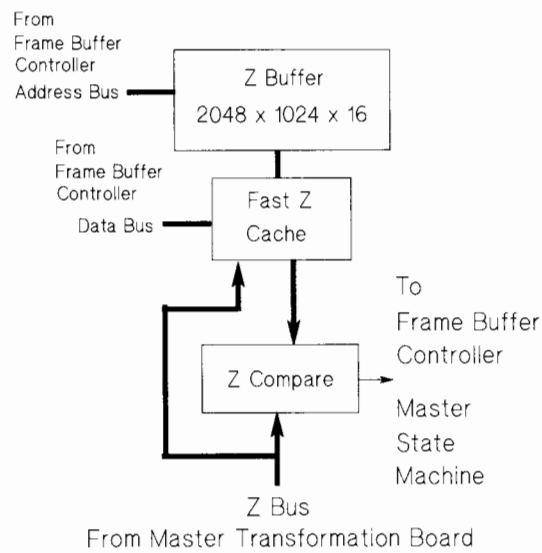 From
Frame Buffer
Controller
Address Bus
Z Buffer
2048 x 1024 x 16
From
Frame Buffer
Controller
Data Bus
Fast Z
Cache
Z Compare
To
Frame Buffer
Controller
Master
State
Machine
Z Bus
From Master Transformation Board